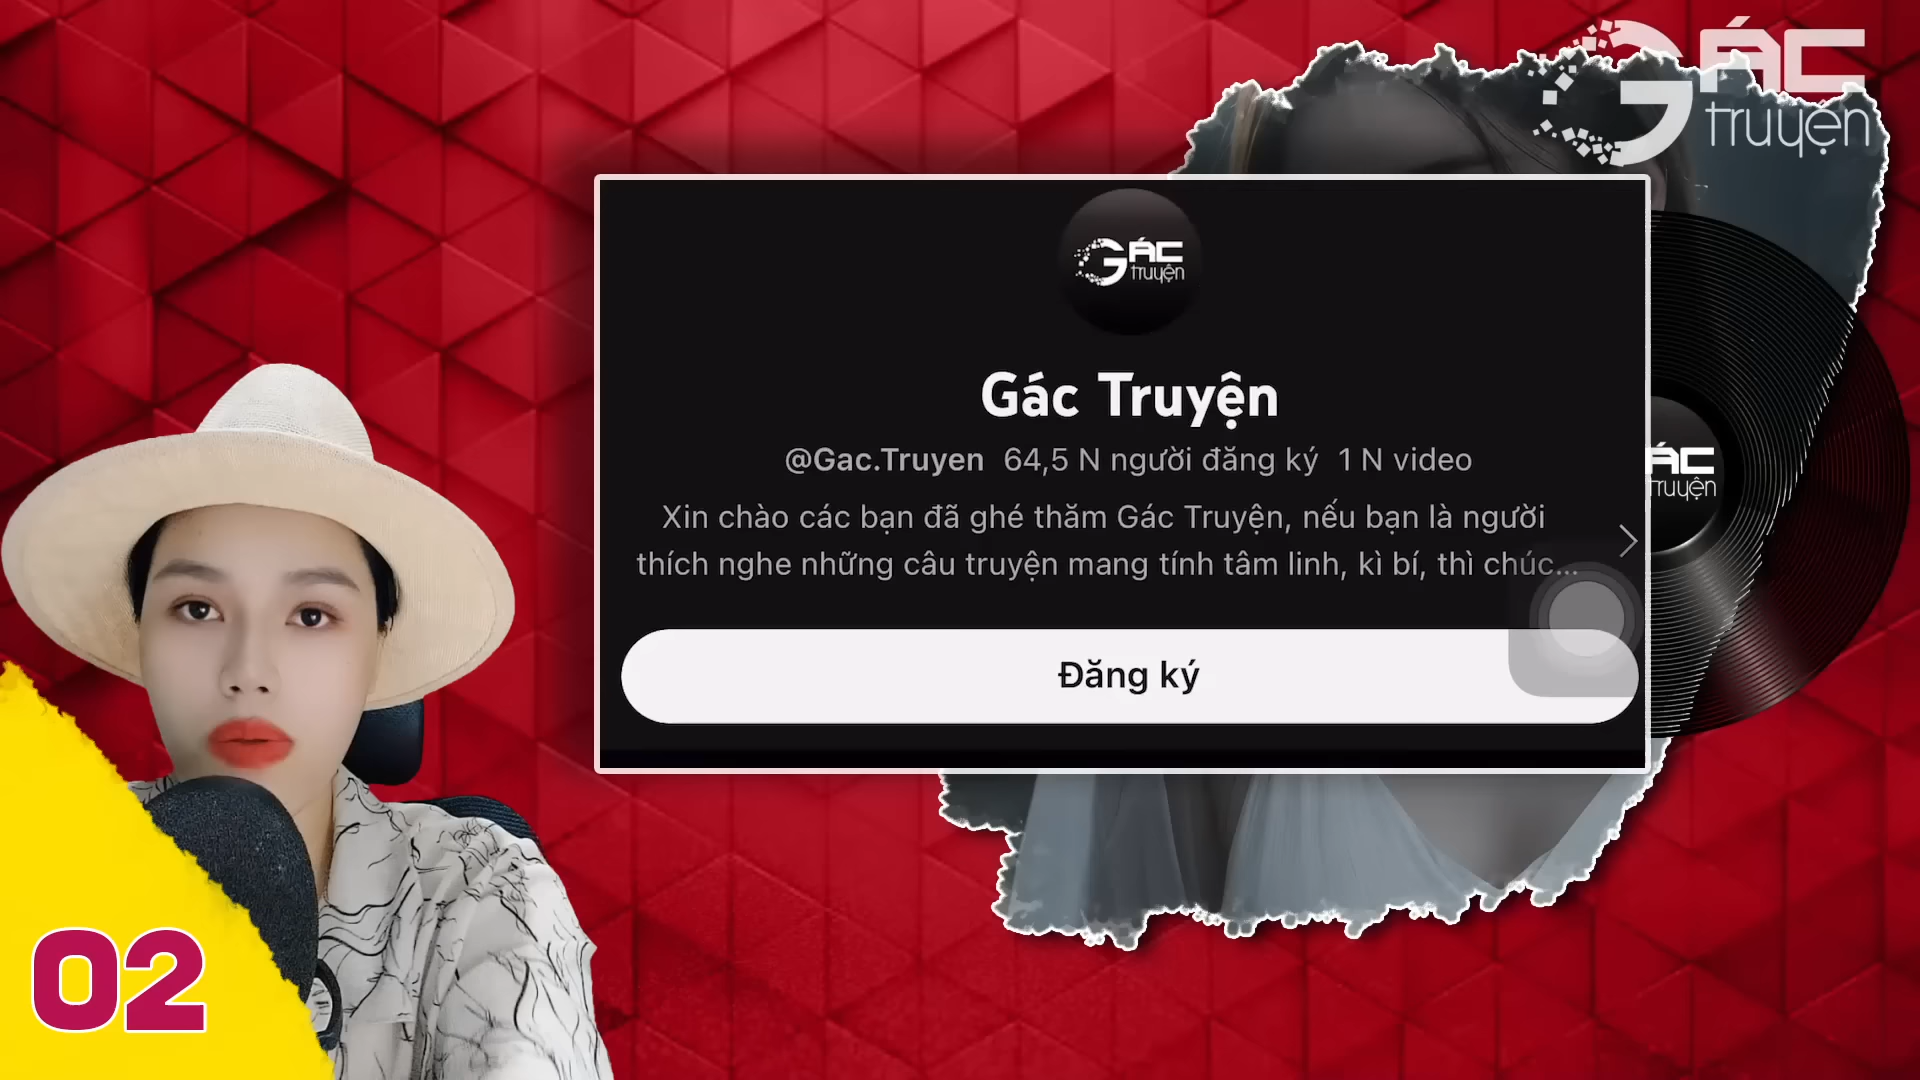 GÁC
truyện
GÁC
truyện
Gác Truyện
@Gac.Truyen 64,5 N người đăng ký 1 N video
Xin chào các bạn đã ghé thăm Gác Truyện, nếu bạn là người
thích nghe những câu truyện mang tính tâm linh, kì bí, thì chúc...
Đăng ký
ÁC
truyện
02